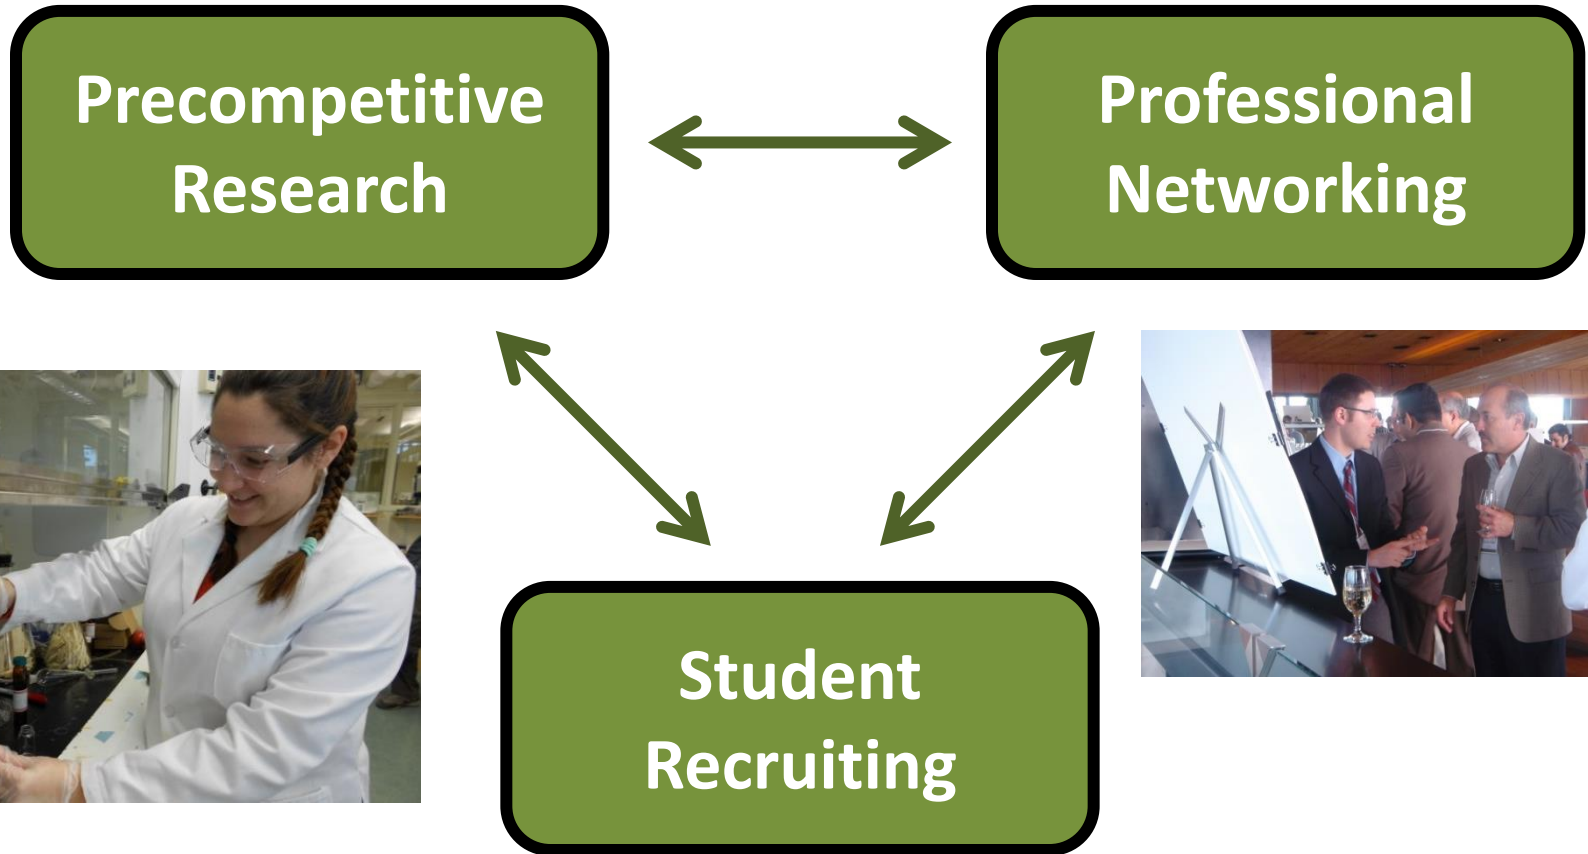 Precompetitive
Research
Professional
Networking
Student
Recruiting